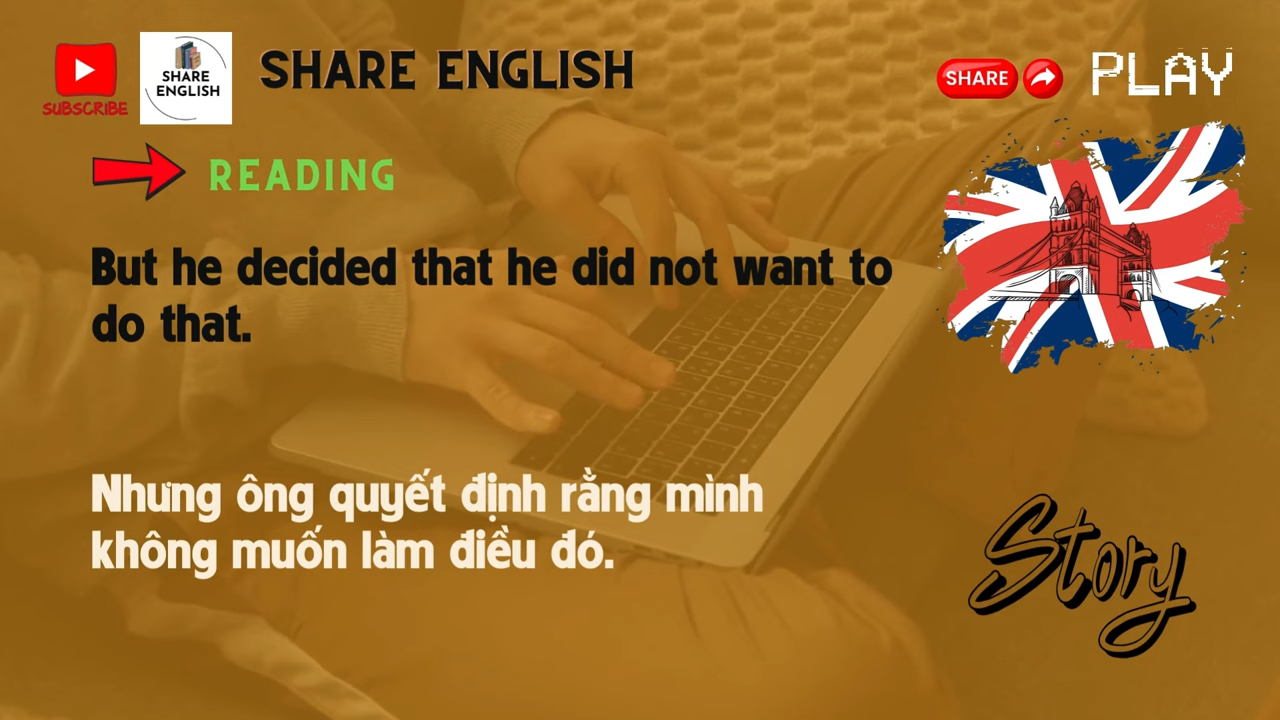 SUBSCRIBE
SHARE
ENGLISH
SHARE ENGLISH
SHARE
PLAY
READING
But he decided that he did not want to
do that.
Nhưng ông quyết định rằng mình
không muốn làm điều đó.
Story